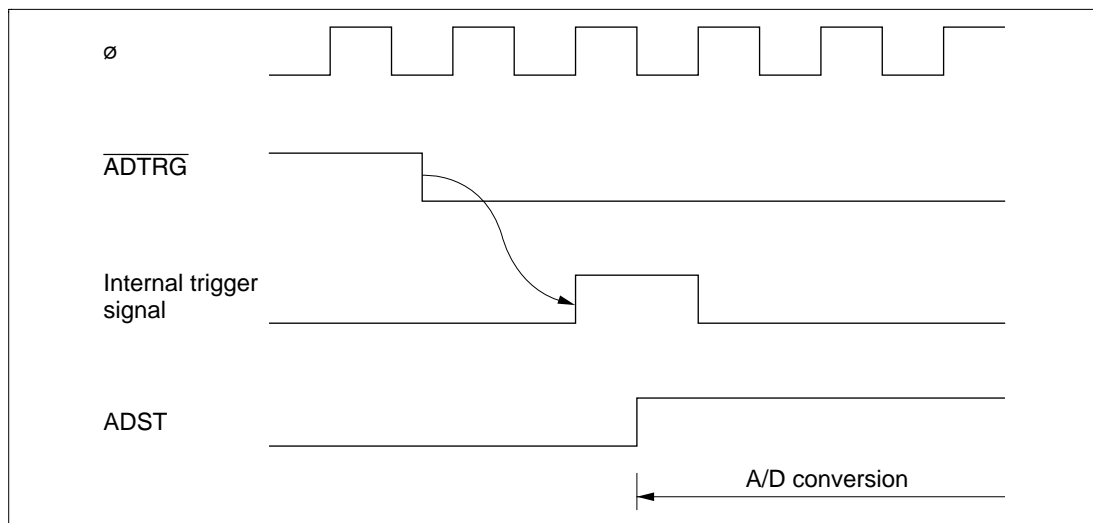 ø
ADTRG
Internal trigger
signal
ADST
A/D conversion